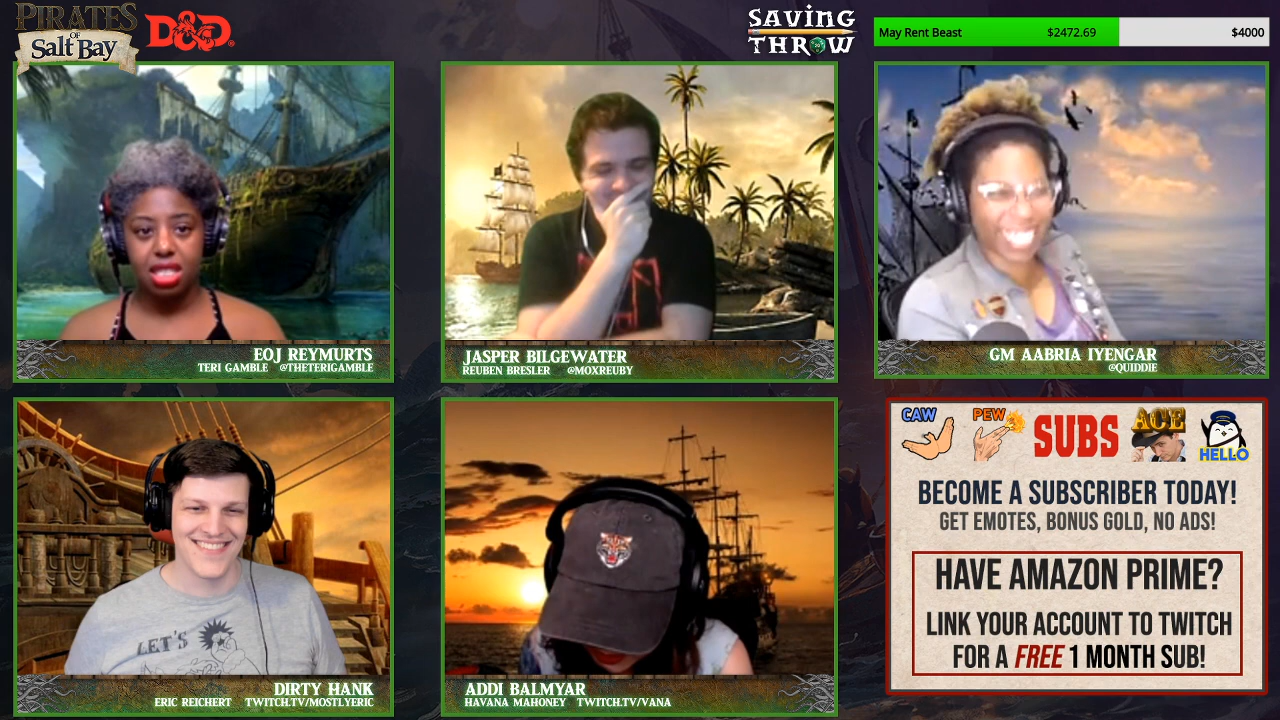 PIRATES
OF
Salt Bay
D&D
SAVING
THROW
May Rent Beast $2472.69 $4000
EOJ REYMURTS
TERI GAMBLE @THETERIGAMBLE
JASPER BILGEWATER
REUBEN BRESLER @MOXREUBY
GM AABRIA IYENGAR
@QUIDDIE
LET'S
DIRTY HANK
ERIC REICHERT TWITCH.TV/MOSTLYERIC
ADDI BALMYAR
HAVANA MAHONEY TWITCH.TV/VANA
CAW
PEW
SUBS
ACE
HELLO
BECOME A SUBSCRIBER TODAY!
GET EMOTES, BONUS GOLD, NO ADS!
HAVE AMAZON PRIME?
LINK YOUR ACCOUNT TO TWITCH
FOR A FREE 1 MONTH SUB!